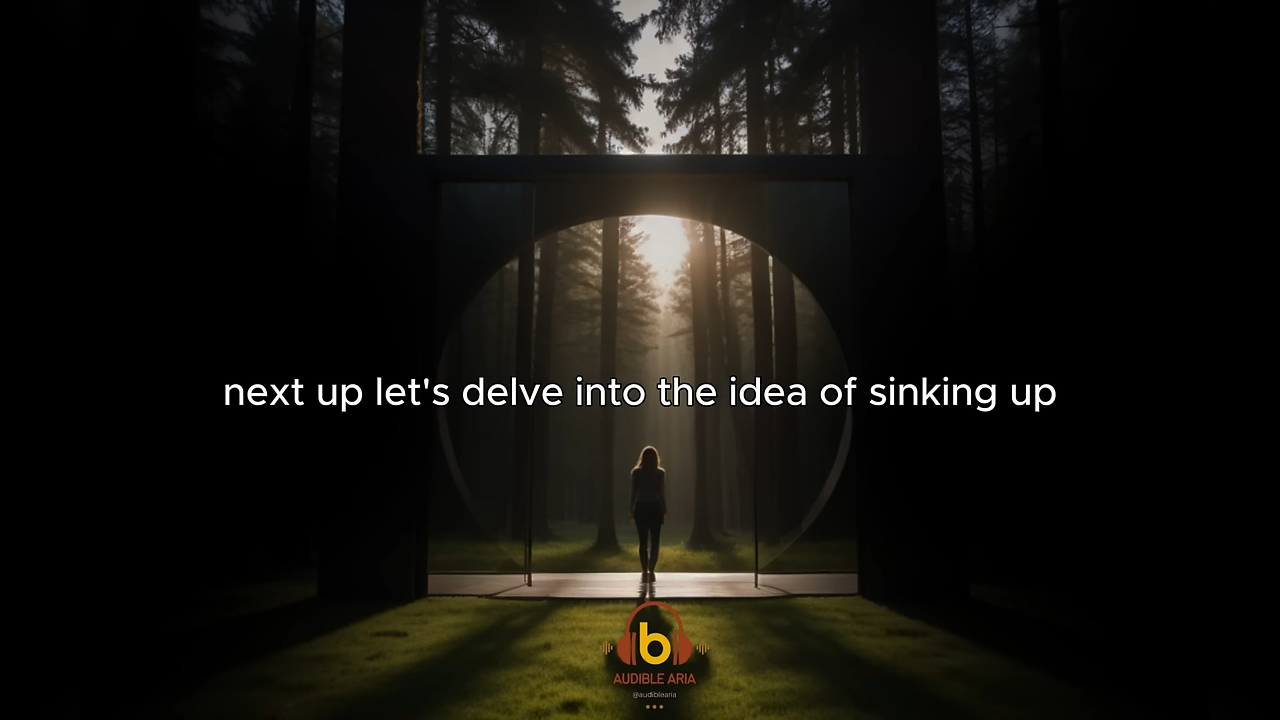 next up let's delve into the idea of sinking up
b
AUDIBLE ARIA
@audiblearia